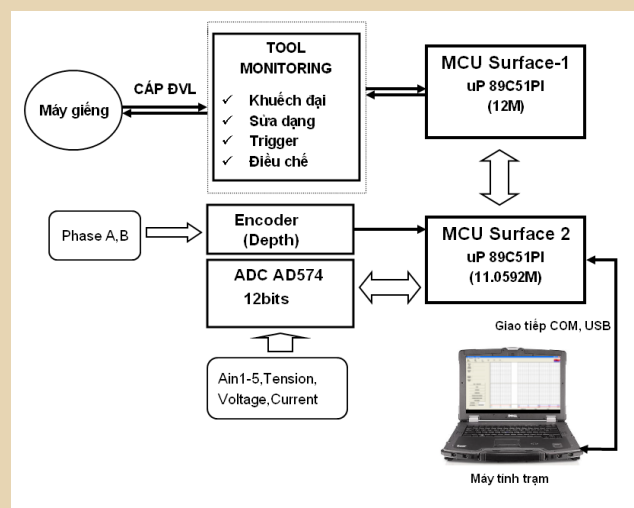 TOOL
MONITORING
✓ Khuếch đại
✓ Sửa dạng
✓ Trigger
✓ Điều chế
CÁP ĐVL
Máy giếng
MCU Surface-1
uP 89C51PI
(12M)
Phase A,B
Encoder
(Depth)
MCU Surface 2
uP 89C51PI
(11.0592M)
ADC AD574
12bits
Giao tiếp COM, USB
Ain1-5,Tension,
Voltage,Current
Máy tính trạm